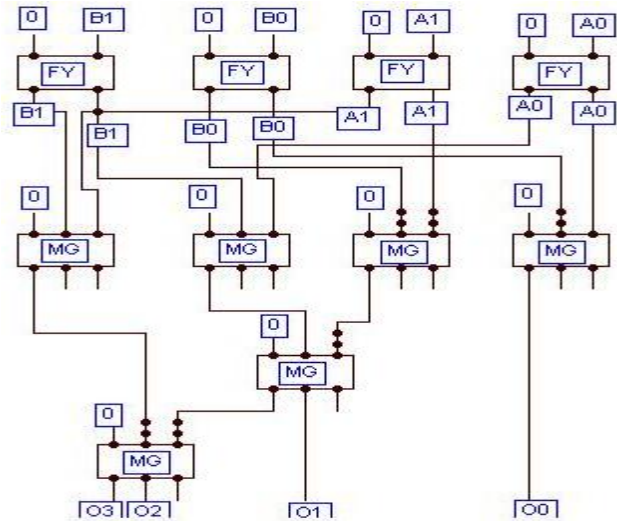 0 B1 0 B0 0 A1 0 A0
FY FY FY FY
B1 B1 B0 B0 A1 A1 A0 A0
0 0 0 0
MG MG MG MG
0
MG
0
MG
O3 O2 O1 O0